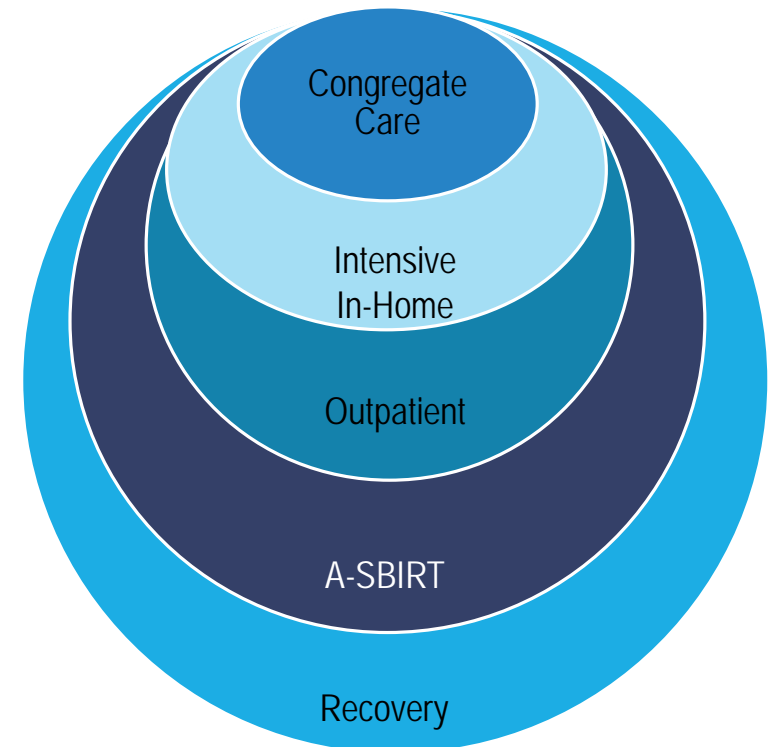 Congregate
Care
Intensive
In-Home
Outpatient
A-SBIRT
Recovery